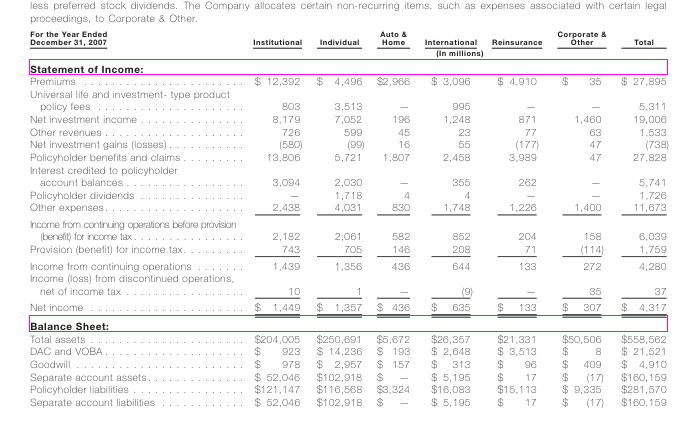 less preferred stock dividends. The Company allocates certain non-recurring items, such as expenses associated with certain legal
proceedings, to Corporate & Other.
For the Year Ended December 31, 2007 Institutional Individual Auto & Home International Reinsurance Corporate & Other Total
(In millions)
Statement of Income:
Premiums . . . . . . . . . . . . . . . . . . . . . . . $ 12,392 $ 4,496 $2,966 $ 3,096 $ 4,910 $ 35 $ 27,895
Universal life and investment- type product
policy fees . . . . . . . . . . . . . . . . . . . . 803 3,513 — 995 — — 5,311
Net investment income . . . . . . . . . . . . . . . 8,179 7,052 196 1,248 871 1,460 19,006
Other revenues . . . . . . . . . . . . . . . . . . . 726 599 45 23 77 63 1,533
Net investment gains (losses) . . . . . . . . . . . . (580) (99) 16 55 (177) 47 (738)
Policyholder benefits and claims . . . . . . . . . . 13,806 5,721 1,807 2,458 3,989 47 27,828
Interest credited to policyholder
account balances . . . . . . . . . . . . . . . . . 3,094 2,030 — 355 262 — 5,741
Policyholder dividends . . . . . . . . . . . . . . . — 1,718 4 4 — — 1,726
Other expenses . . . . . . . . . . . . . . . . . . . 2,438 4,031 830 1,748 1,226 1,400 11,673
Income from continuing operations before provision
(benefit) for income tax . . . . . . . . . . . . . . 2,182 2,061 582 852 204 158 6,039
Provision (benefit) for income tax . . . . . . . . . 743 705 146 208 71 (114) 1,759
Income from continuing operations . . . . . . . 1,439 1,356 436 644 133 272 4,280
Income (loss) from discontinued operations,
net of income tax . . . . . . . . . . . . . . . . . 10 1 — (9) — 35 37
Net income . . . . . . . . . . . . . . . . . . . . . $ 1,449 $ 1,357 $ 436 $ 635 $ 133 $ 307 $ 4,317
Balance Sheet:
Total assets . . . . . . . . . . . . . . . . . . . . $204,005 $250,691 $5,672 $26,357 $21,331 $50,506 $558,562
DAC and VOBA . . . . . . . . . . . . . . . . . . . $ 923 $ 14,236 $ 193 $ 2,648 $ 3,513 $ 8 $ 21,521
Goodwill . . . . . . . . . . . . . . . . . . . . . . $ 978 $ 2,957 $ 157 $ 313 $ 96 $ 409 $ 4,910
Separate account assets . . . . . . . . . . . . . . $ 52,046 $102,918 $ — $ 5,195 $ 17 $ (17) $160,159
Policyholder liabilities . . . . . . . . . . . . . . $121,147 $116,568 $3,324 $16,083 $15,113 $ 9,335 $281,570
Separate account liabilities . . . . . . . . . . . . $ 52,046 $102,918 $ — $ 5,195 $ 17 $ (17) $160,159